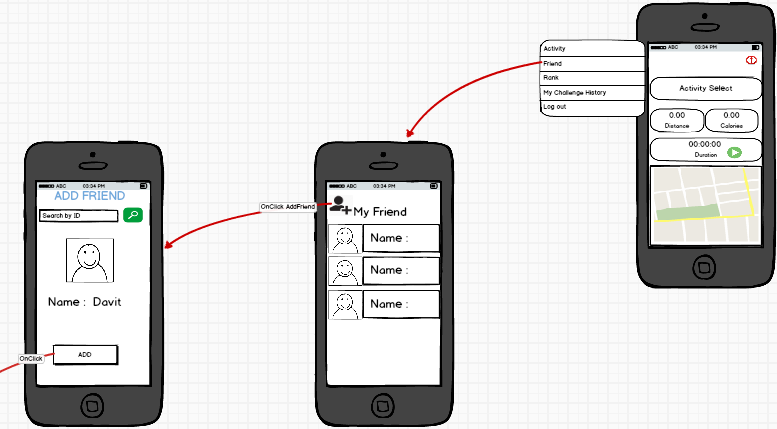 ABC 03:34 PM
ADD FRIEND
Search by ID
Name : Davit
ADD
OnClick
ABC 03:34 PM
OnClick AddFriend
My Friend
Name :
Name :
Name :
Activity
Friend
Rank
My Challenge History
Log out
ABC 03:34 PM
Activity Select
0.00
Distance
0.00
Calories
00:00:00
Duration